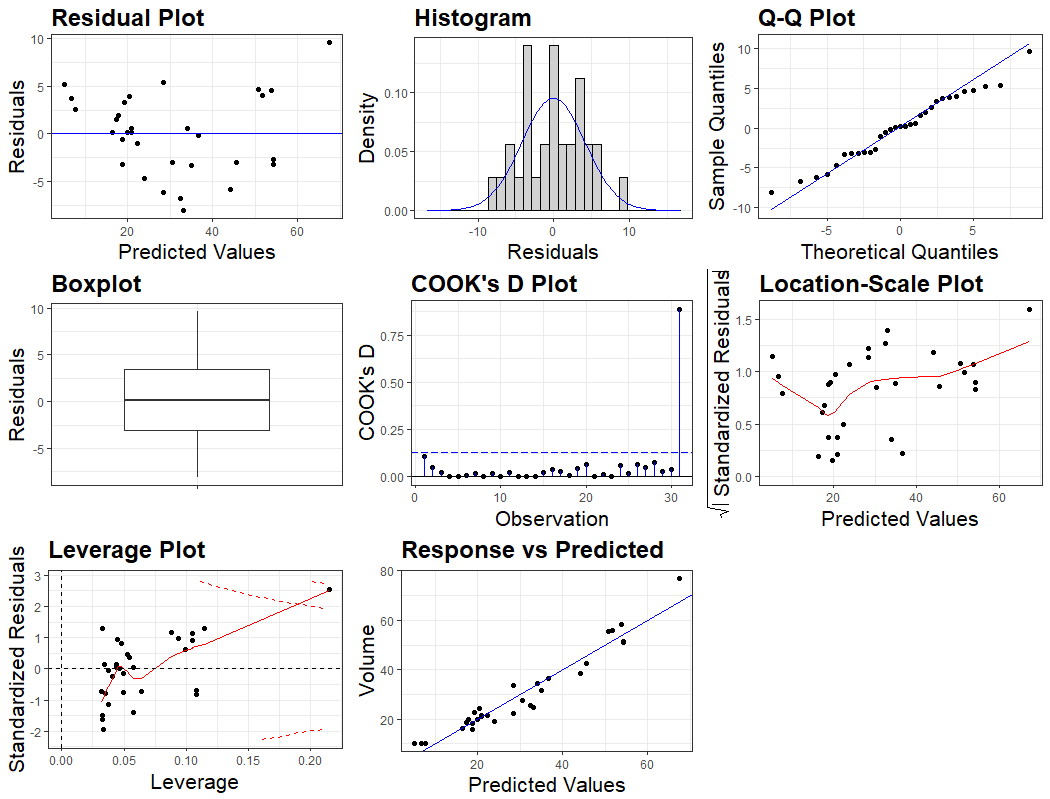 Residual Plot
10
5
0
-5
Residuals
20
40
60
Predicted Values
Histogram
0.10
0.05
0.00
Density
-10
0
10
Residuals
Q-Q Plot
10
5
0
-5
-10
Sample Quantiles
-5
0
5
Theoretical Quantiles
Boxplot
10
5
0
-5
Residuals
COOK's D Plot
0.75
0.50
0.25
0.00
COOK's D
0
10
20
30
Observation
Location-Scale Plot
1.5
1.0
0.5
0.0
Standardized Residuals
20
40
60
Predicted Values
Leverage Plot
3
2
1
0
-1
-2
Standardized Residuals
0.00
0.05
0.10
0.15
0.20
Leverage
Response vs Predicted
80
60
40
20
Volume
20
40
60
Predicted Values